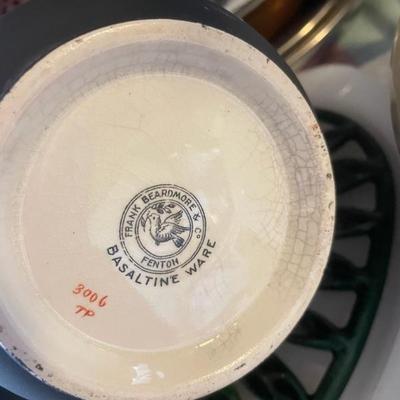 FRANK BEARDMORE & Co
FENTON
BASALTINE WARE
3006
TP